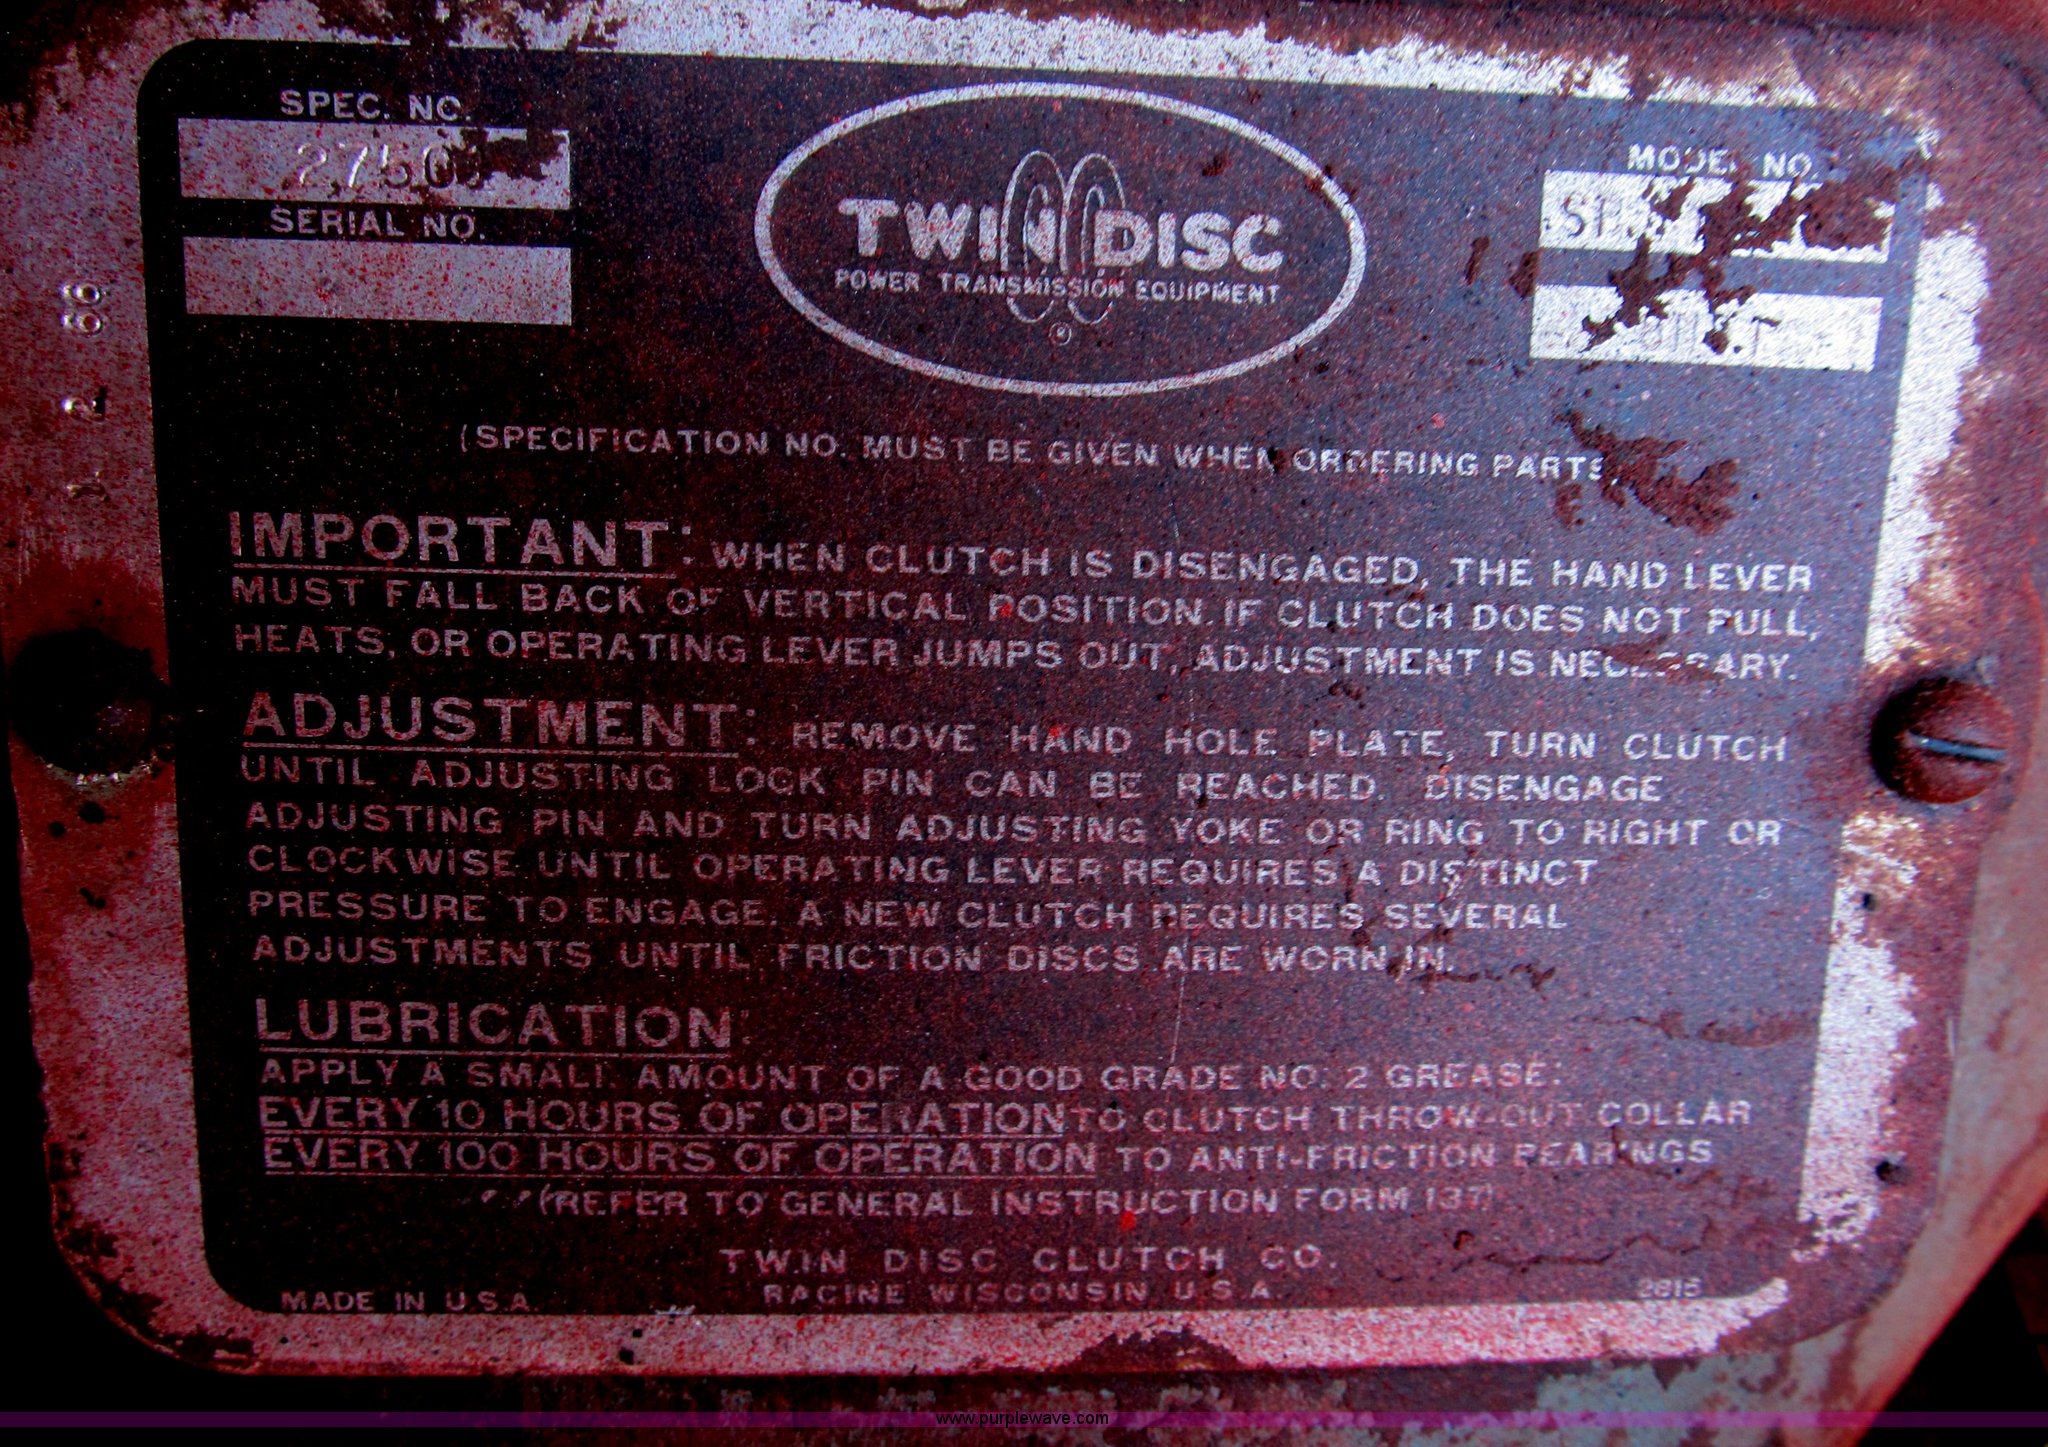 SPEC. NO.
SERIAL NO.
1 2 66
TWIN DISC
POWER TRANSMISSION EQUIPMENT
®
MODEL NO.
(SPECIFICATION NO. MUST BE GIVEN WHEN ORDERING PARTS
IMPORTANT: WHEN CLUTCH IS DISENGAGED, THE HAND LEVER
MUST FALL BACK OF VERTICAL POSITION. IF CLUTCH DOES NOT PULL,
HEATS, OR OPERATING LEVER JUMPS OUT, ADJUSTMENT IS NECESSARY.
ADJUSTMENT: REMOVE HAND HOLE PLATE, TURN CLUTCH
UNTIL ADJUSTING LOCK PIN CAN BE REACHED. DISENGAGE
ADJUSTING PIN AND TURN ADJUSTING YOKE OR RING TO RIGHT OR
CLOCKWISE UNTIL OPERATING LEVER REQUIRES A DISTINCT
PRESSURE TO ENGAGE. A NEW CLUTCH REQUIRES SEVERAL
ADJUSTMENTS UNTIL FRICTION DISCS ARE WORN IN.
LUBRICATION:
APPLY A SMALL AMOUNT OF A GOOD GRADE NO. 2 GREASE:
EVERY 10 HOURS OF OPERATION TO CLUTCH THROW-OUT COLLAR
EVERY 100 HOURS OF OPERATION TO ANTI-FRICTION BEARINGS
(REFER TO GENERAL INSTRUCTION FORM 137)
TWIN DISC CLUTCH CO.
RACINE WISCONSIN U.S.A.
MADE IN U.S.A.
2615
www.purplewave.com